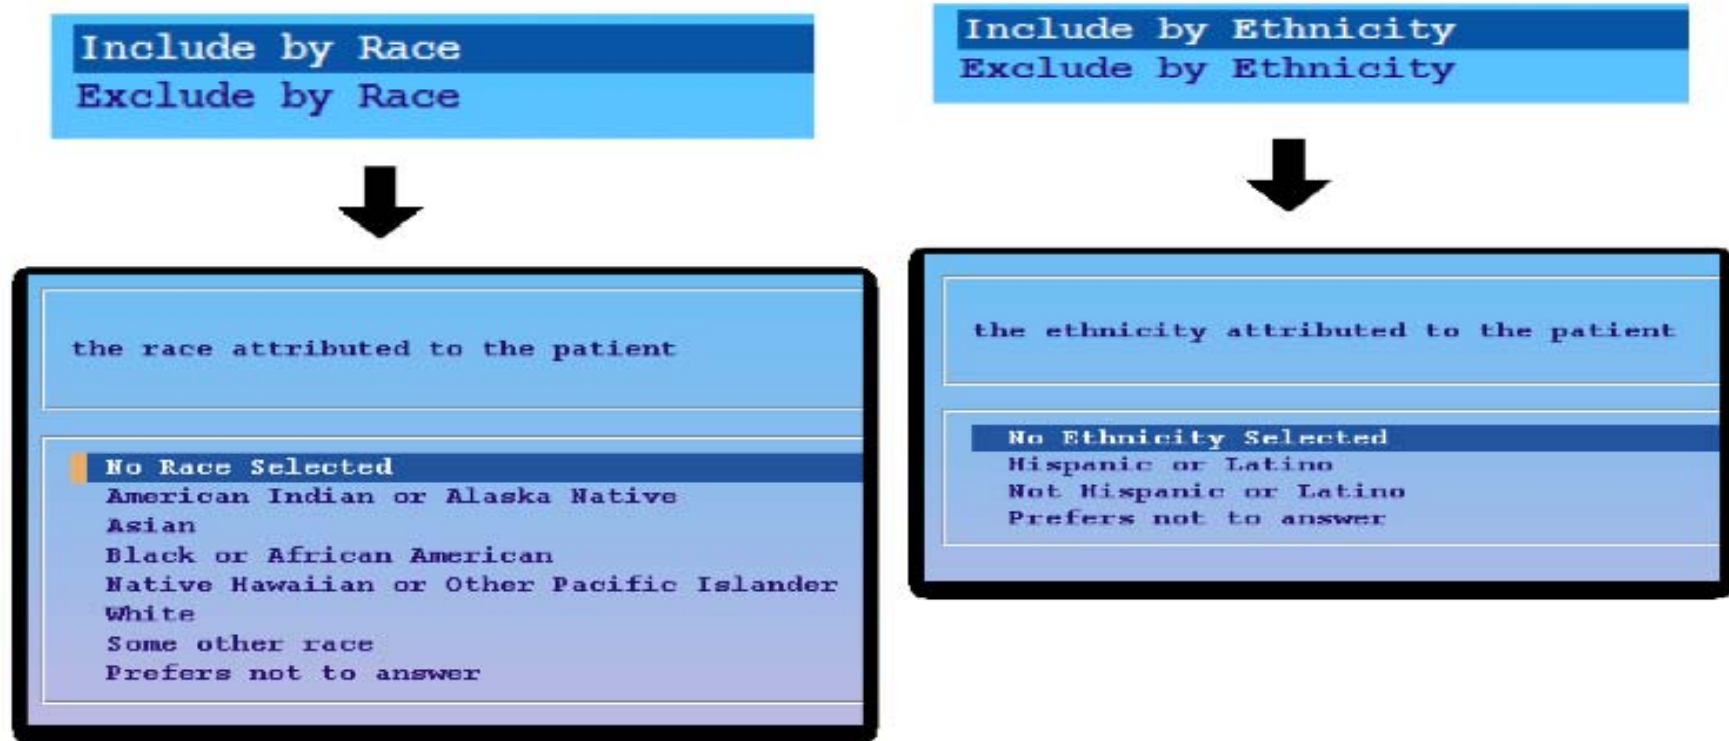 Include by Race
Exclude by Race
the race attributed to the patient
No Race Selected
American Indian or Alaska Native
Asian
Black or African American
Native Hawaiian or Other Pacific Islander
White
Some other race
Prefers not to answer
Include by Ethnicity
Exclude by Ethnicity
the ethnicity attributed to the patient
No Ethnicity Selected
Hispanic or Latino
Not Hispanic or Latino
Prefers not to answer